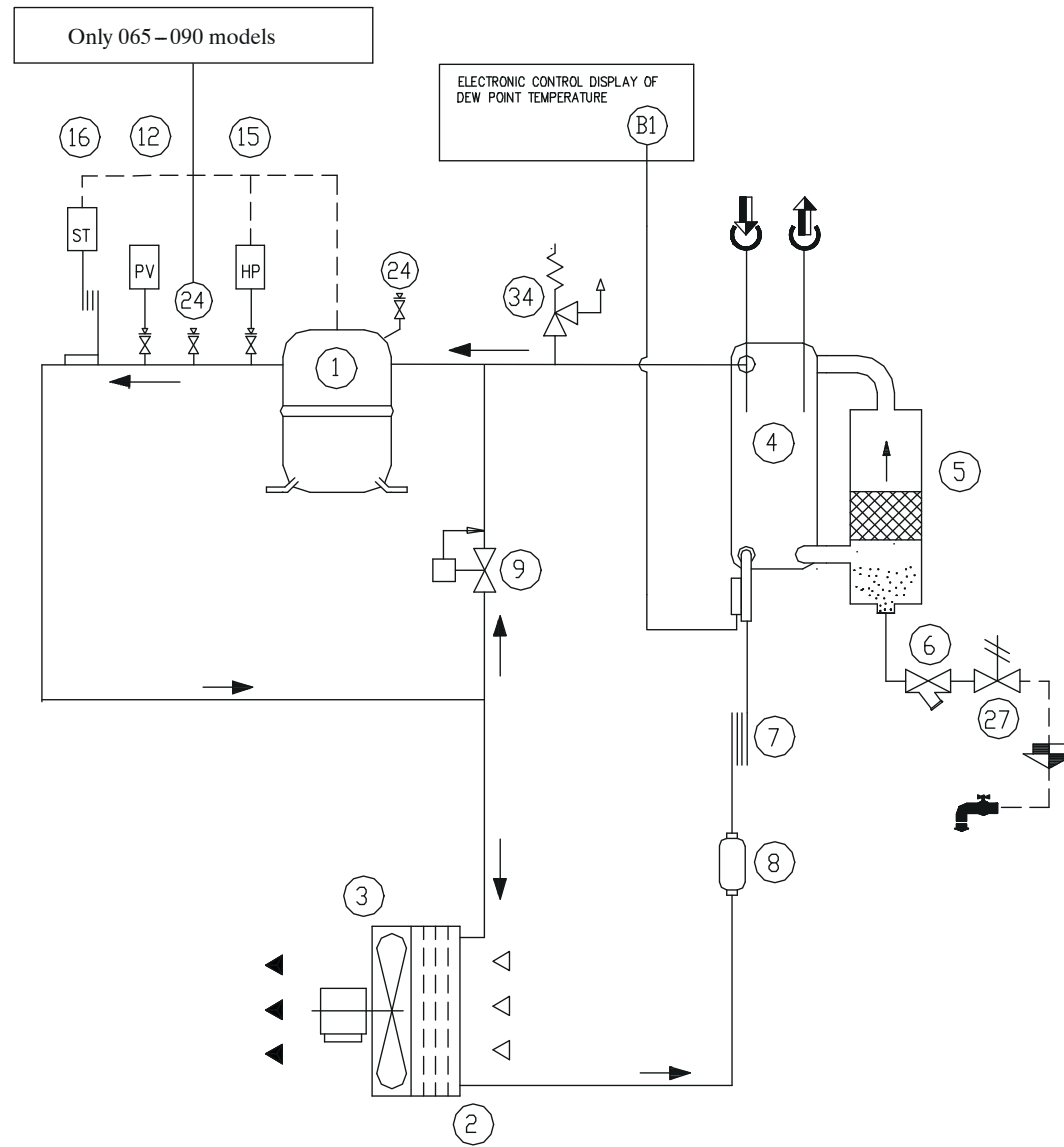 Only 065-090 models
ELECTRONIC CONTROL DISPLAY OF
DEW POINT TEMPERATURE
B1
16
12
15
ST
PV
HP
24
24
34
1
4
5
9
6
27
7
8
3
2